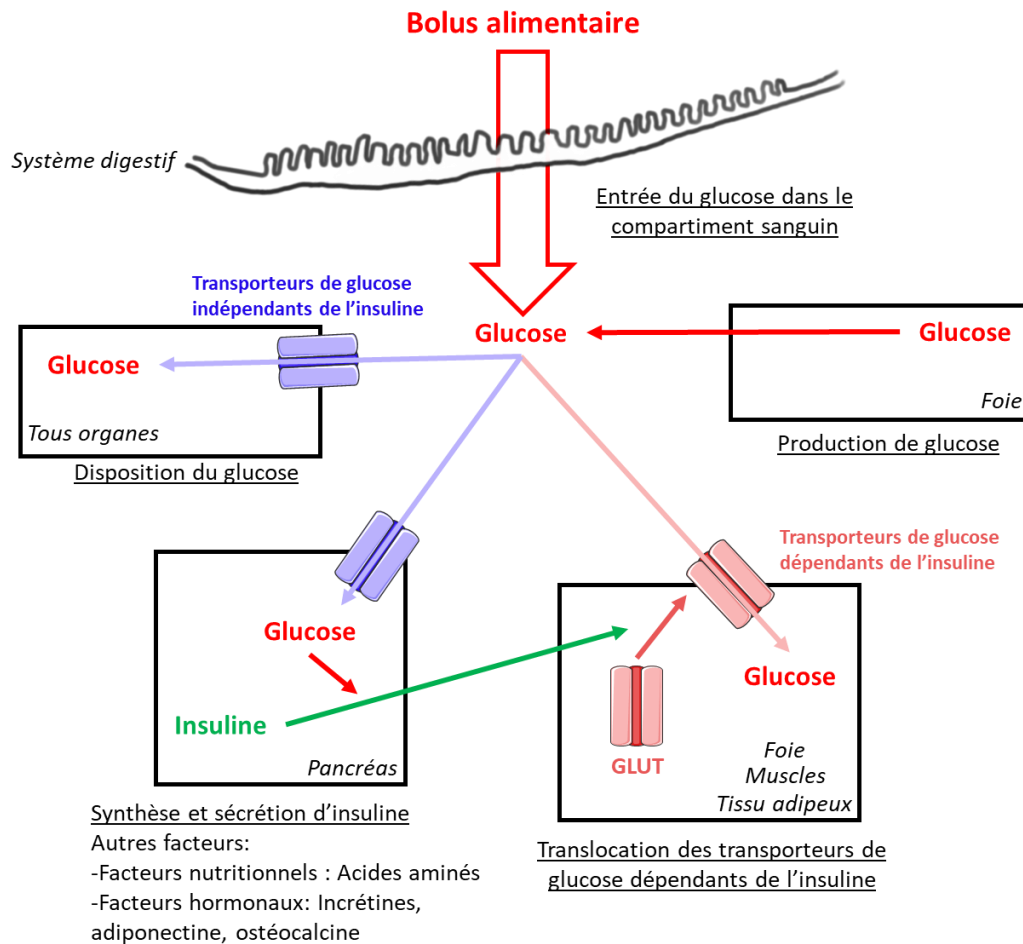 Bolus alimentaire
Système digestif
Entrée du glucose dans le
compartiment sanguin
Transporteurs de glucose
indépendants de l'insuline
Glucose
Glucose
Glucose
Tous organes
Foie
Disposition du glucose
Production de glucose
Transporteurs de glucose
dépendants de l'insuline
Glucose
Insuline
Pancréas
Glucose
GLUT
Foie
Muscles
Tissu adipeux
Synthèse et sécrétion d'insuline
Autres facteurs:
-Facteurs nutritionnels : Acides aminés
-Facteurs hormonaux: Incrétines,
adiponectine, ostéocalcine
Translocation des transporteurs de
glucose dépendants de l'insuline